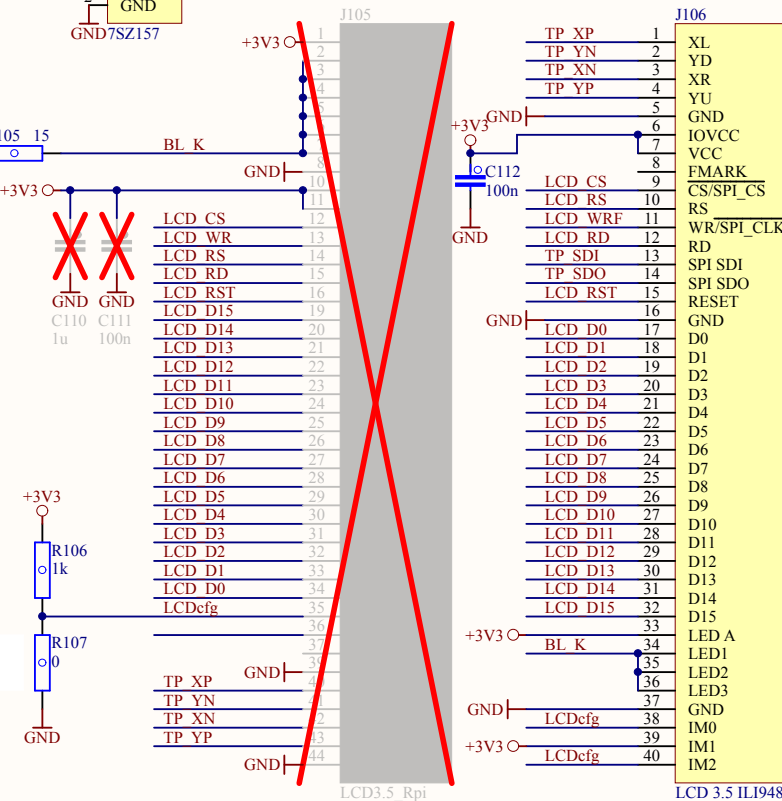 2
GND
GND
7SZ157
105 15
BL_K
+3V3
GND
+3V3
GND
GND
C110
1u
C111
100n
J105
1
2
3
4
5
8
10
11
12
13
14
15
16
19
20
21
22
23
24
25
26
27
28
29
30
31
32
33
34
35
36
37
39
43
44
LCD_CS
LCD_WR
LCD_RS
LCD_RD
LCD_RST
LCD_D15
LCD_D14
LCD_D13
LCD_D12
LCD_D11
LCD_D10
LCD_D9
LCD_D8
LCD_D7
LCD_D6
LCD_D5
LCD_D4
LCD_D3
LCD_D2
LCD_D1
LCD_D0
LCDcfg
GND
TP_XP
TP_YN
TP_XN
TP_YP
GND
LCD3.5_Rpi
+3V3
R106
1k
R107
0
GND
+3V3
C112
100n
GND
J106
TP_XP 1 XL
TP_YN 2 YD
TP_XN 3 XR
TP_YP 4 YU
GND 5 GND
6 IOVCC
7 VCC
8 FMARK
LCD_CS 9 CS/SPI_CS
LCD_RS 10 RS
LCD_WRF 11 WR/SPI_CLK
LCD_RD 12 RD
TP_SDI 13 SPI SDI
TP_SDO 14 SPI SDO
LCD_RST 15 RESET
GND 16 GND
LCD_D0 17 D0
LCD_D1 18 D1
LCD_D2 19 D2
LCD_D3 20 D3
LCD_D4 21 D4
LCD_D5 22 D5
LCD_D6 23 D6
LCD_D7 24 D7
LCD_D8 25 D8
LCD_D9 26 D9
LCD_D10 27 D10
LCD_D11 28 D11
LCD_D12 29 D12
LCD_D13 30 D13
LCD_D14 31 D14
LCD_D15 32 D15
+3V3 33 LED A
BL_K 34 LED1
35 LED2
36 LED3
GND 37 GND
LCDcfg 38 IM0
+3V3 39 IM1
LCDcfg 40 IM2
LCD 3.5 ILI948